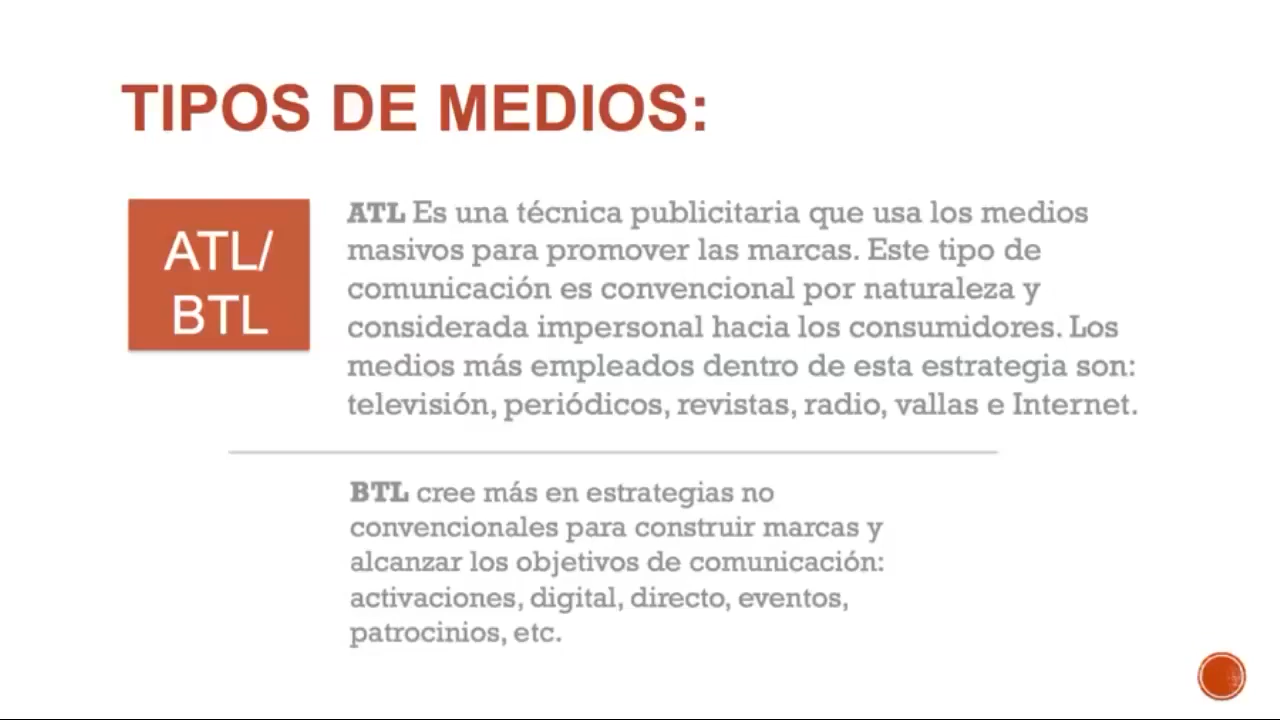 TIPOS DE MEDIOS:
ATL/
BTL
ATL Es una técnica publicitaria que usa los medios
masivos para promover las marcas. Este tipo de
comunicación es convencional por naturaleza y
considerada impersonal hacia los consumidores. Los
medios más empleados dentro de esta estrategia son:
televisión, periódicos, revistas, radio, vallas e Internet.
BTL cree más en estrategias no
convencionales para construir marcas y
alcanzar los objetivos de comunicación:
activaciones, digital, directo, eventos,
patrocinios, etc.